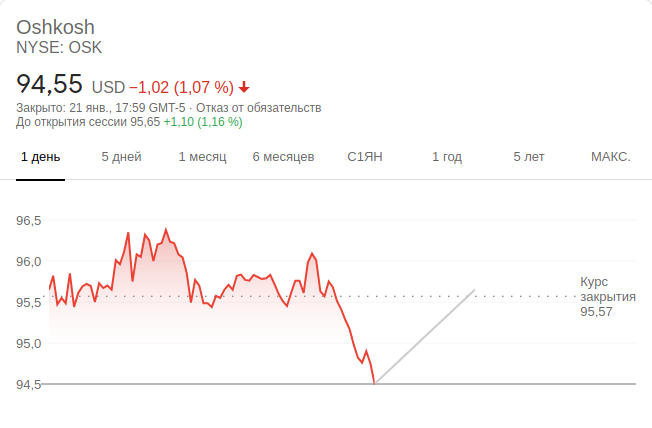 Oshkosh
NYSE: OSK
94,55 USD −1,02 (1,07 %)
Закрыто: 21 янв., 17:59 GMT-5 · Отказ от обязательств
До открытия сессии 95,65 +1,10 (1,16 %)
1 день 5 дней 1 месяц 6 месяцев С1ЯН 1 год 5 лет МАКС.
96,5
96,0
95,5
95,0
94,5
Курс
закрытия
95,57